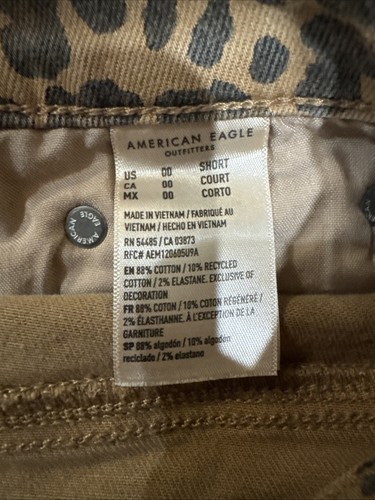 AMERICAN EAGLE
OUTFITTERS
US 00 SHORT
CA 00 COURT
MX 00 CORTO
MADE IN VIETNAM / FABRIQUÉ AU
VIETNAM / HECHO EN VIETNAM
RN 54485 / CA 03873
RFC# AEM120605U9A
EN 88% COTTON / 10% RECYCLED
COTTON / 2% ELASTANE. EXCLUSIVE OF
DECORATION
FR 88% COTON / 10% COTON RÉGÉNÉRÉ /
2% ÉLASTHANNE. À L'EXCEPTION DE LA
GARNITURE
SP 88% algodón / 10% algodón
reciclado / 2% elastane
AMERICAN EAGLE